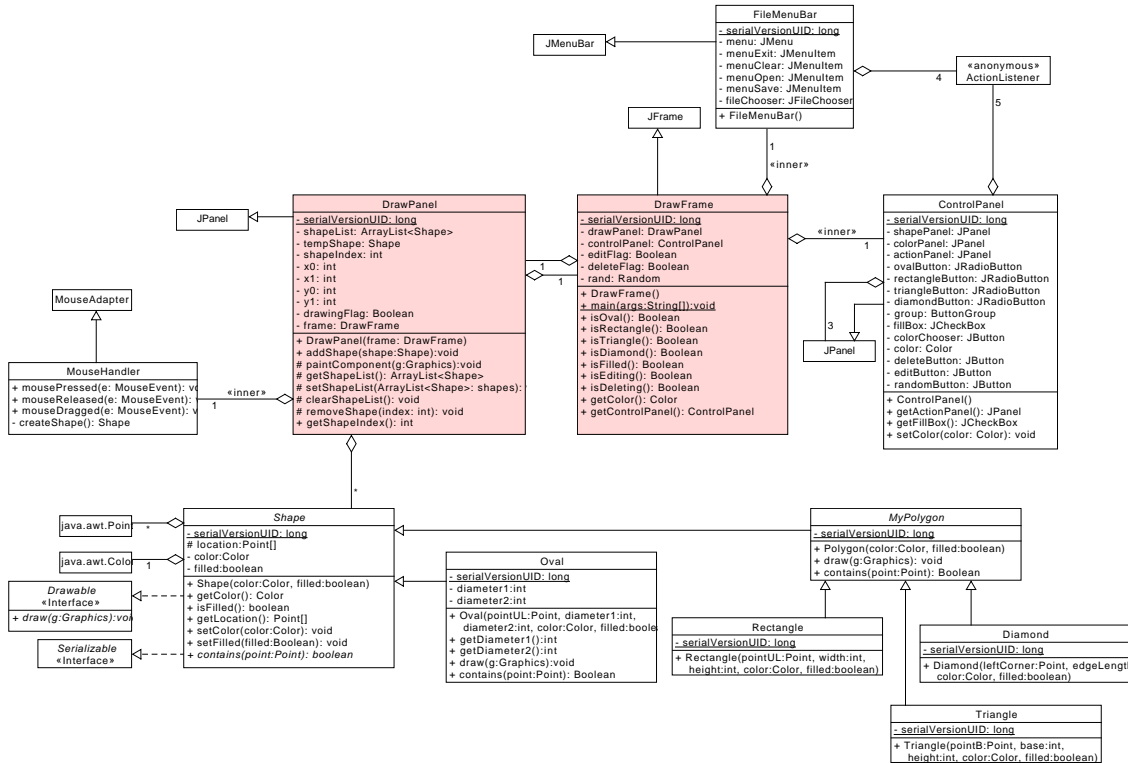 FileMenuBar
- serialVersionUID: long
- menu: JMenu
- menuExit: JMenuItem
- menuClear: JMenuItem
- menuOpen: JMenuItem
- menuSave: JMenuItem
- fileChooser: JFileChooser
+ FileMenuBar()
JMenuBar
«anonymous»
ActionListener
4
5
JFrame
1
«inner»
DrawPanel
- serialVersionUID: long
- shapeList: ArrayList<Shape>
- tempShape: Shape
- shapeIndex: int
- x0: int
- x1: int
- y0: int
- y1: int
- drawingFlag: Boolean
- frame: DrawFrame
+ DrawPanel(frame: DrawFrame)
+ addShape(shape:Shape):void
# paintComponent(g:Graphics):void
# getShapeList(): ArrayList<Shape>
# setShapeList(ArrayList<Shape>: shapes):
# clearShapeList(): void
# removeShape(index: int): void
+ getShapeIndex(): int
JPanel
1
1
DrawFrame
- serialVersionUID: long
- drawPanel: DrawPanel
- controlPanel: ControlPanel
- editFlag: Boolean
- deleteFlag: Boolean
- rand: Random
+ DrawFrame()
+ main(args:String[]):void
+ isOval(): Boolean
+ isRectangle(): Boolean
+ isTriangle(): Boolean
+ isDiamond(): Boolean
+ isFilled(): Boolean
+ isEditing(): Boolean
+ isDeleting(): Boolean
+ getColor(): Color
+ getControlPanel(): ControlPanel
«inner»
1
ControlPanel
- serialVersionUID: long
- shapePanel: JPanel
- colorPanel: JPanel
- actionPanel: JPanel
- ovalButton: JRadioButton
- rectangleButton: JRadioButton
- triangleButton: JRadioButton
- diamondButton: JRadioButton
- group: ButtonGroup
- fillBox: JCheckBox
- colorChooser: JButton
- color: Color
- deleteButton: JButton
- editButton: JButton
- randomButton: JButton
+ ControlPanel()
+ getActionPanel(): JPanel
+ getFillBox(): JCheckBox
+ setColor(color: Color): void
3
JPanel
MouseAdapter
MouseHandler
+ mousePressed(e: MouseEvent): vo
+ mouseReleased(e: MouseEvent): 
+ mouseDragged(e: MouseEvent): v
- createShape(): Shape
«inner»
1
*
Shape
- serialVersionUID: long
# location:Point[]
- color:Color
- filled:boolean
+ Shape(color:Color, filled:boolean)
+ getColor(): Color
+ isFilled(): boolean
+ getLocation(): Point[]
+ setColor(color:Color): void
+ setFilled(filled:Boolean): void
+ contains(point:Point): boolean
java.awt.Point
*
java.awt.Color
1
Drawable
«Interface»
+ draw(g:Graphics):void
Serializable
«Interface»
Oval
- serialVersionUID: long
- diameter1:int
- diameter2:int
+ Oval(pointUL:Point, diameter1:int,
diameter2:int, color:Color, filled:boolea
+ getDiameter1():int
+ getDiameter2():int
+ draw(g:Graphics):void
+ contains(point:Point): Boolean
MyPolygon
- serialVersionUID: long
+ Polygon(color:Color, filled:boolean)
+ draw(g:Graphics): void
+ contains(point:Point): Boolean
Rectangle
- serialVersionUID: long
+ Rectangle(pointUL:Point, width:int,
height:int, color:Color, filled:boolean)
Diamond
- serialVersionUID: long
+ Diamond(leftCorner:Point, edgeLength
color:Color, filled:boolean)
Triangle
- serialVersionUID: long
+ Triangle(pointB:Point, base:int,
height:int, color:Color, filled:boolean)